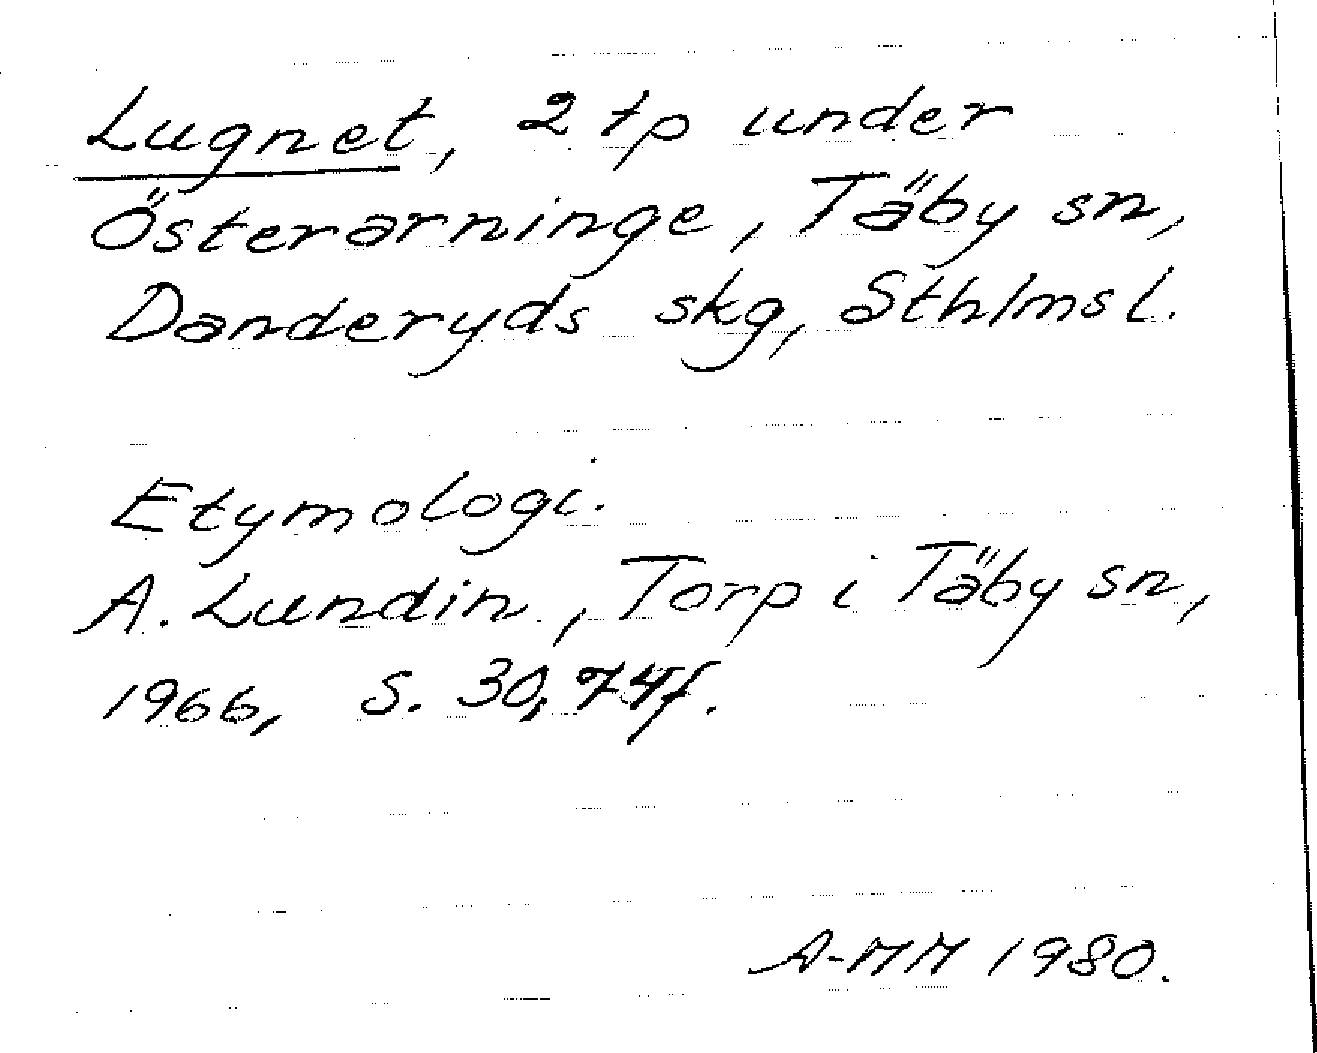 Lugnet, 2 tp under
Österarninge, Täby sn,
Danderyds skg, Sthlms l.
Etymologi.
A. Lundin, Torp i Täby sn,
1966, S. 30, 74f.
A-MM 1980.